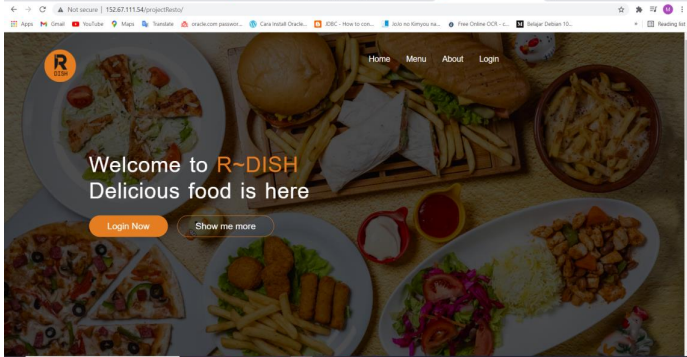 Not secure | 152.67.111.54/projectResto/
Apps Gmail YouTube Maps Translate oracle.com passwor... Cara Install Oracle... JDBC - How to con... JoJo no Kimyou na... Free Online OCR - c... Belajar Debian 10... » Reading list
R
DISH
Home Menu About Login
Welcome to R~DISH
Delicious food is here
Login Now Show me more